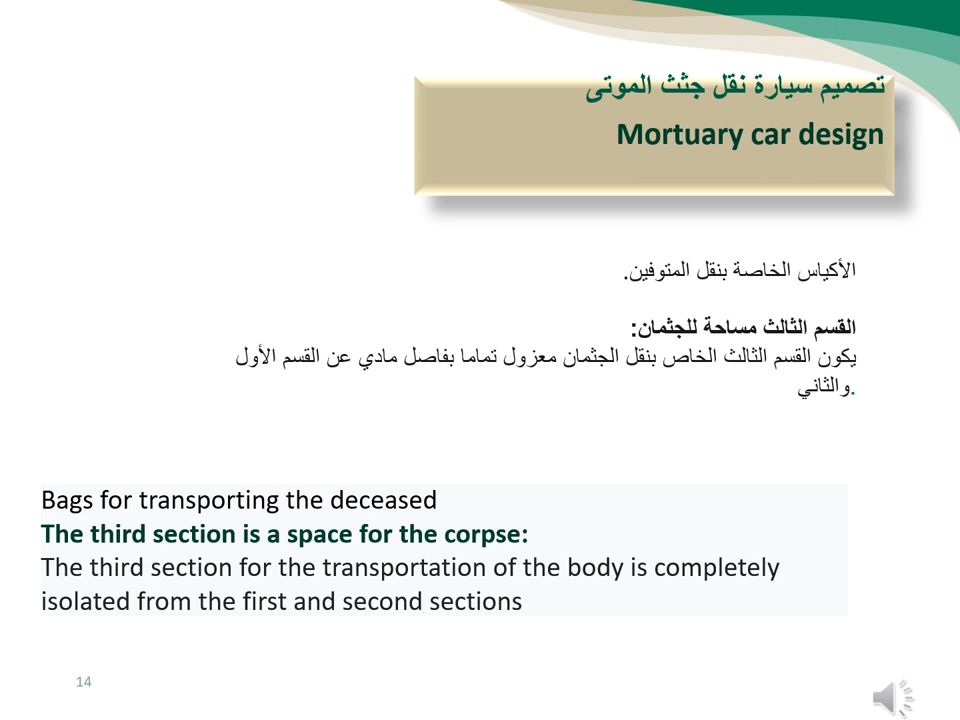 تصميم سيارة نقل جثث الموتى
Mortuary car design
الأكياس الخاصة بنقل المتوفين.
القسم الثالث مساحة للجثمان:
يكون القسم الثالث الخاص بنقل الجثمان معزول تماما بفاصل مادي عن القسم الأول
.والثاني
Bags for transporting the deceased
The third section is a space for the corpse:
The third section for the transportation of the body is completely
isolated from the first and second sections
14